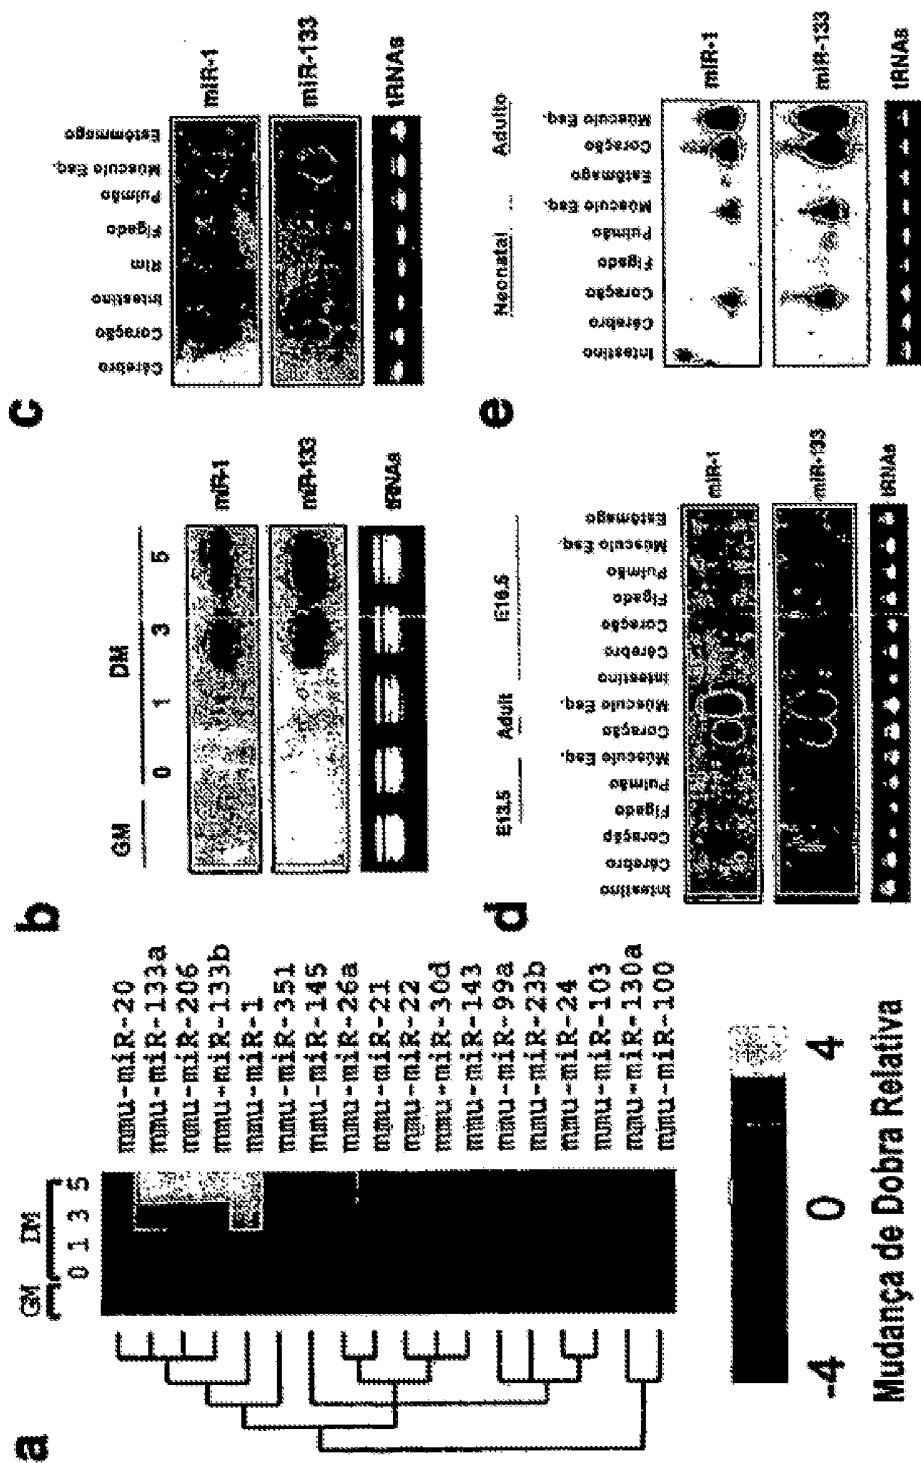 a
GM DM
0 1 3 5
mmu-miR-20
mmu-miR-133a
mmu-miR-206
mmu-miR-133b
mmu-miR-1
mmu-miR-351
mmu-miR-145
mmu-miR-26a
mmu-miR-21
mmu-miR-22
mmu-miR-30d
mmu-miR-143
mmu-miR-99a
mmu-miR-23b
mmu-miR-24
mmu-miR-103
mmu-miR-130a
mmu-miR-100
-4 0 4
Mudança de Dobra Relativa
b
GM DM
0 1 3 5
miR-1
miR-133
tRNAs
c
Cérebro
Coração
Intestino
Rim
Fígado
Pulmão
Músculo Esq.
Estômmago
miR-1
miR-133
tRNAs
d
E13.5 Adult E16.5
Intestino
Cérebro
Coração
Fígado
Pulmão
Músculo Esq.
Coração
Músculo Esq.
Intestino
Cérebro
Coração
Fígado
Pulmão
Músculo Esq.
Estômago
miR-1
miR-133
tRNAs
e
Neonatal Adulto
Intestino
Cérebro
Coração
Fígado
Pulmão
Músculo Esq.
Estômago
Coração
Músculo Esq.
miR-1
miR-133
tRNAs